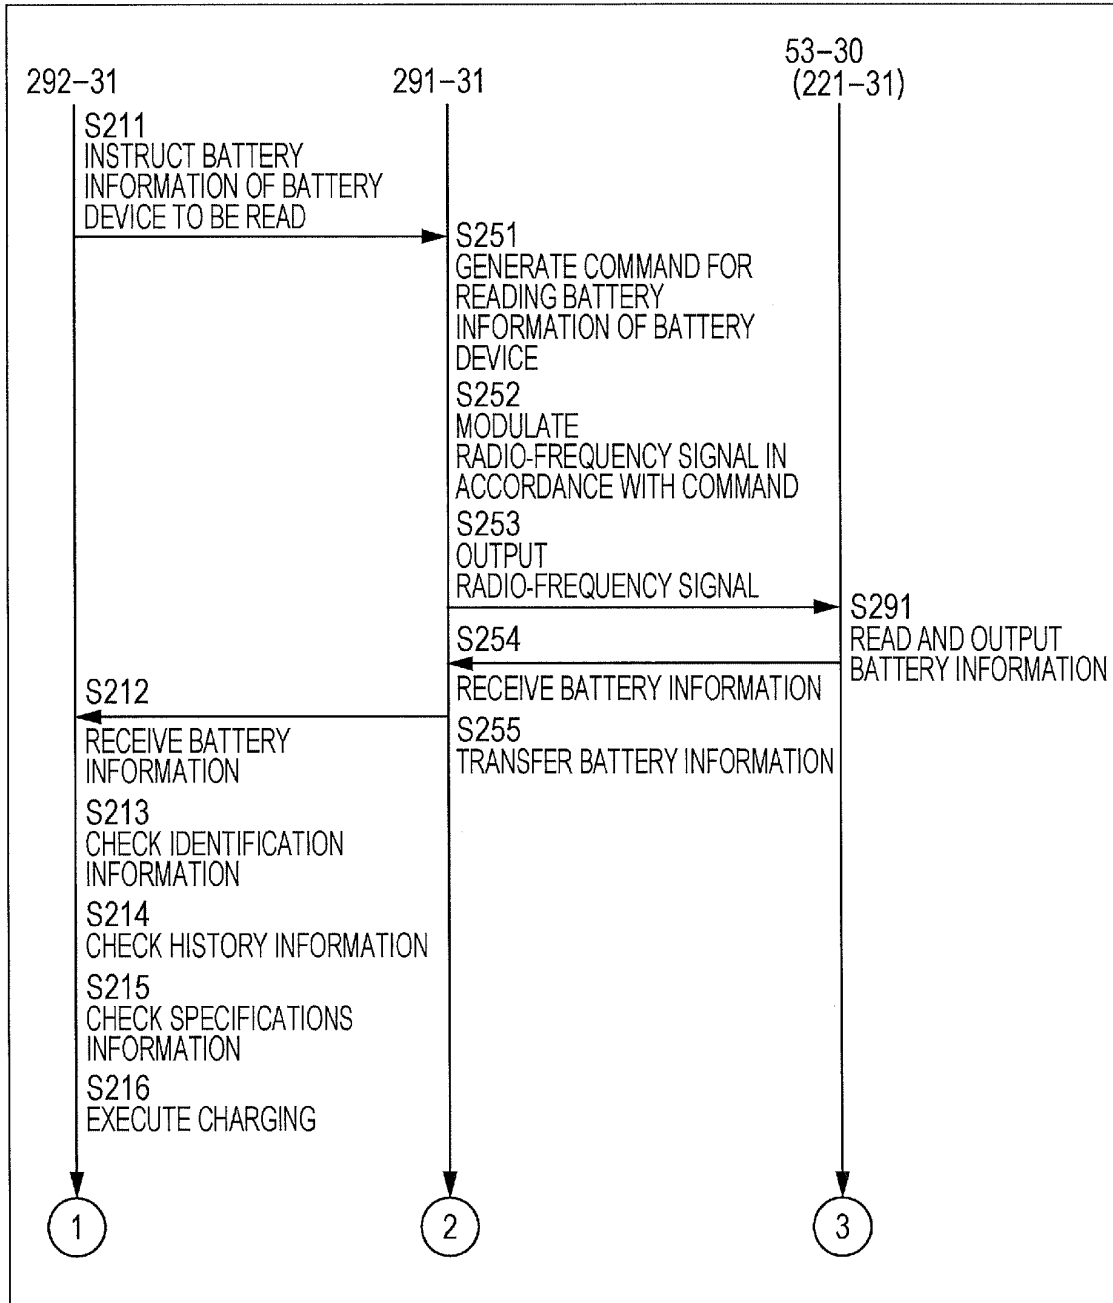 53-30
292-31
291-31
(221-31)
S211
INSTRUCT BATTERY
INFORMATION OF BATTERY
DEVICE TO BE READ
S251
GENERATE COMMAND FOR
READING BATTERY
INFORMATION OF BATTERY
DEVICE
S252
MODULATE
RADIO-FREQUENCY SIGNAL IN
ACCORDANCE WITH COMMAND
S253
OUTPUT
RADIO-FREQUENCY SIGNAL
S291
READ AND OUTPUT
BATTERY INFORMATION
S254
RECEIVE BATTERY INFORMATION
S212
RECEIVE BATTERY
INFORMATION
S255
TRANSFER BATTERY INFORMATION
S213
CHECK IDENTIFICATION
INFORMATION
S214
CHECK HISTORY INFORMATION
S215
CHECK SPECIFICATIONS
INFORMATION
S216
EXECUTE CHARGING
1
2
3